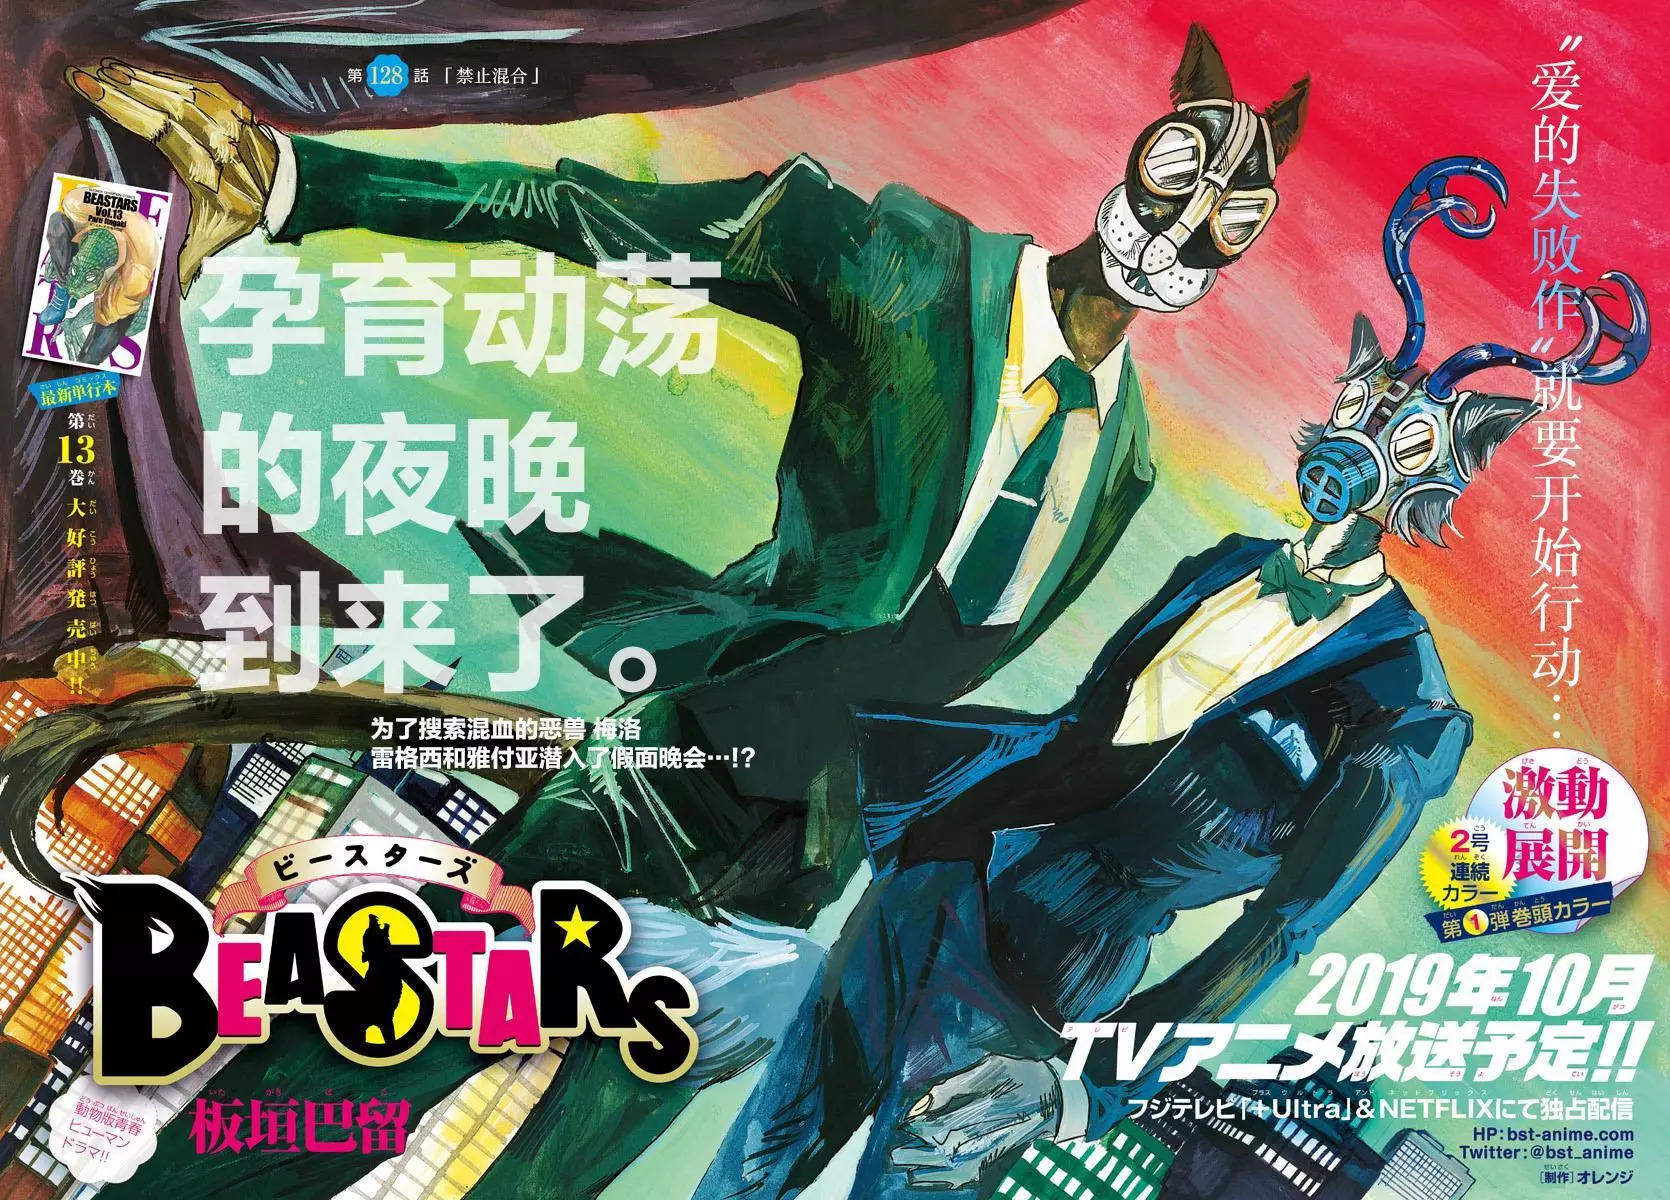 第128話「禁止混合」
〝爱的失败作〞就要开始行动…
BEASTARS
Vol.13
Paru Itagaki
最新単行本
第13巻大好評発売中!!
孕育动荡
的夜晚
到来了。
为了搜索混血的恶兽 梅洛
雷格西和雅付亚潜入了假面晚会…!?
激動
展開
2号
連続
カラー
第1弾巻頭カラー
ビースターズ
BEASTARS
板垣巴留
動物版青春
ヒューマン
ドラマ!!
2019年10月
TVアニメ放送予定!!
フジテレビ「+Ultra」&NETFLIXにて独占配信
HP:bst-anime.com
Twitter:@bst_anime
[制作]オレンジ